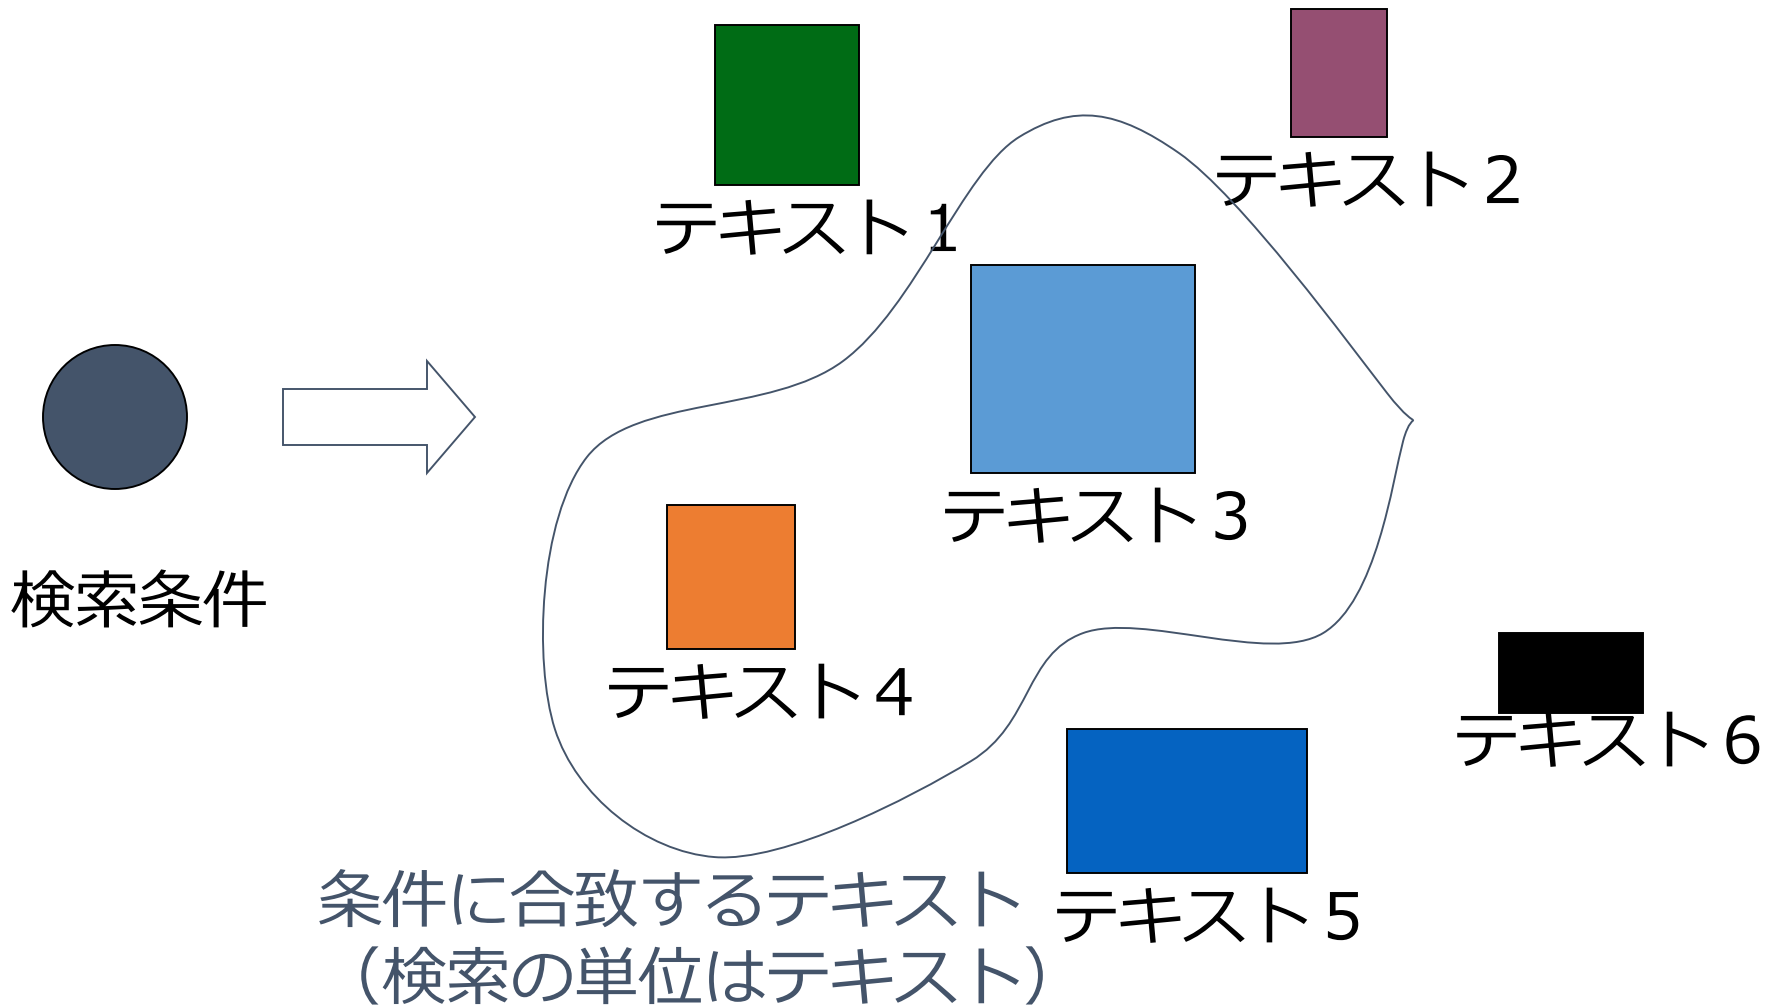 テキスト２
テキスト１
テキスト３
検索条件
テキスト４
テキスト６
条件に合致するテキスト
（検索の単位はテキスト）
テキスト５